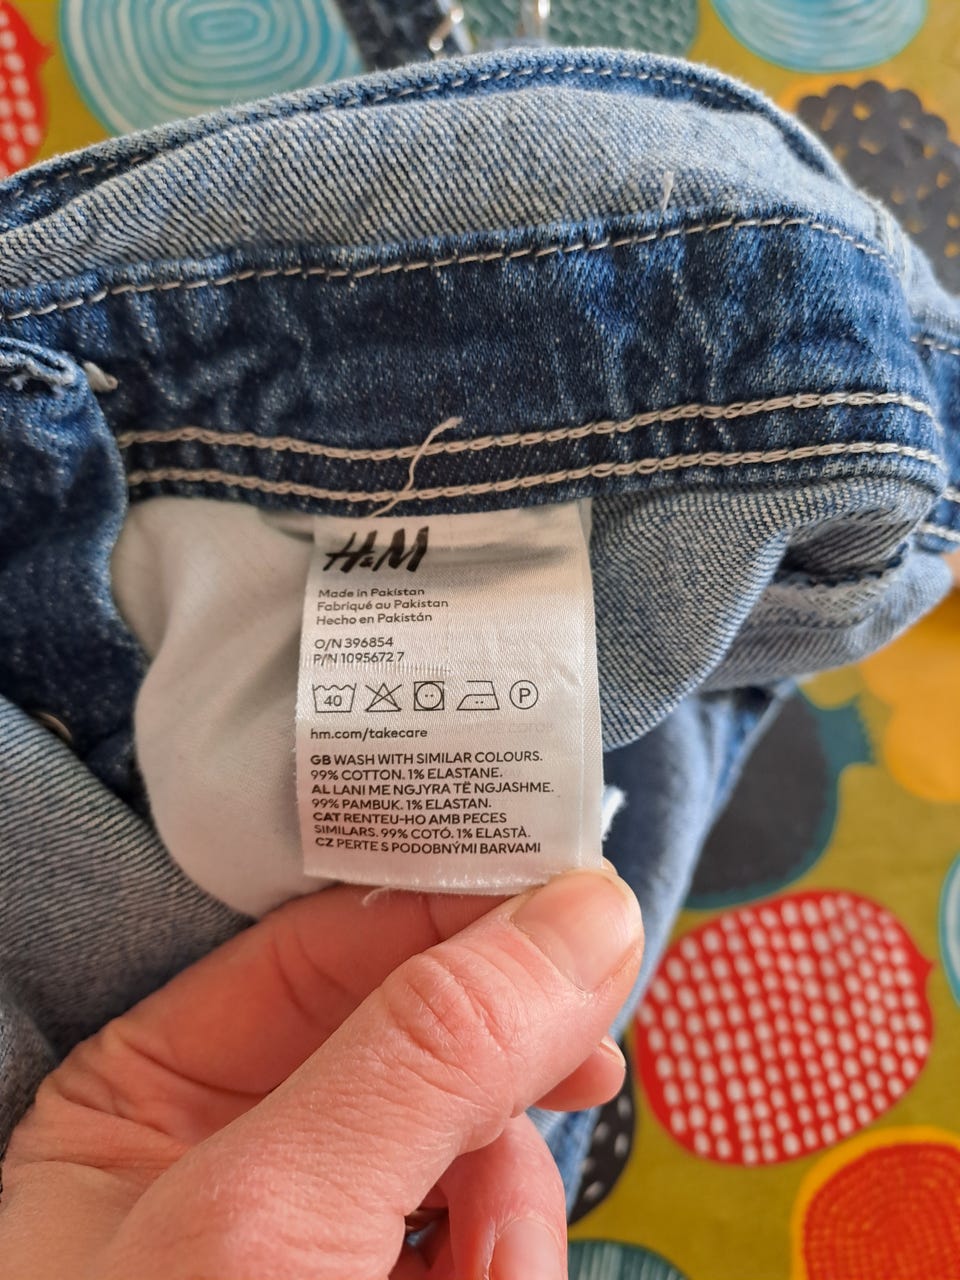 H&M
Made in Pakistan
Fabriqué au Pakistan
Hecho en Pakistán
O/N 396854
P/N 1095672 7
40
P
hm.com/takecare
GB WASH WITH SIMILAR COLOURS.
99% COTTON. 1% ELASTANE.
AL LANI ME NGJYRA TË NGJASHME.
99% PAMBUK. 1% ELASTAN.
CAT RENTEU-HO AMB PECES
SIMILARS. 99% COTÓ. 1% ELASTÀ.
CZ PERTE S PODOBNÝMI BARVAMI